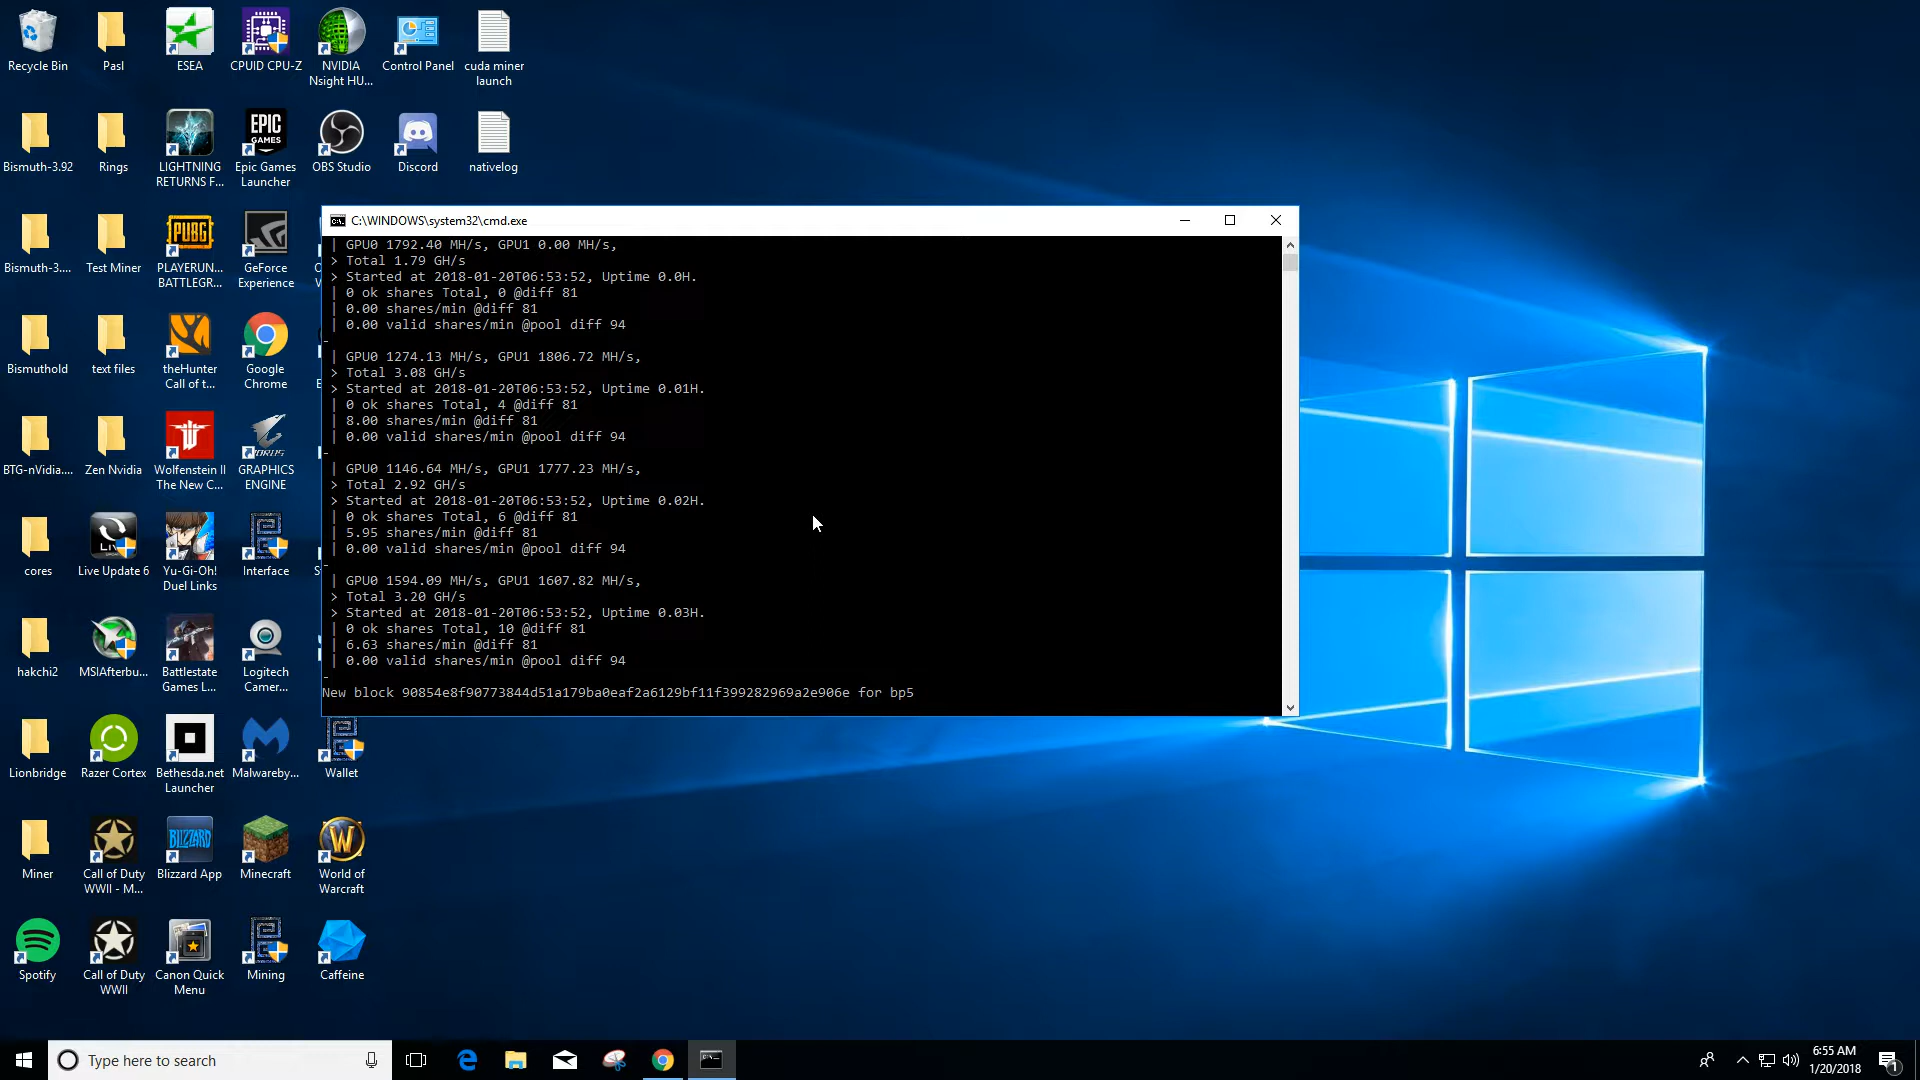 Recycle Bin
Pasl
ESEA
CPUID CPU-Z
NVIDIA
Nsight HU...
Control Panel
cuda miner
launch
Bismuth-3.92
Rings
LIGHTNING
RETURNS F...
EPIC
GAMES
Epic Games
Launcher
OBS Studio
Discord
nativelog
Bismuth-3....
Test Miner
PUBG
PLAYERUN...
BATTLEGR...
GeForce
Experience
Bismuthold
text files
theHunter
Call of t...
Google
Chrome
BTG-nVidia....
Zen Nvidia
Wolfenstein II
The New C...
GRAPHICS
ENGINE
cores
Live Update 6
Yu-Gi-Oh!
Duel Links
Interface
hakchi2
MSIAfterbu...
Battlestate
Games L...
Logitech
Camer...
Lionbridge
Razer Cortex
Bethesda.net
Launcher
Malwareby...
Wallet
Miner
Call of Duty
WWII - M...
BLIZZARD
Blizzard App
Minecraft
World of
Warcraft
Spotify
Call of Duty
WWII
Canon Quick
Menu
Mining
Caffeine
C:\WINDOWS\system32\cmd.exe
| GPU0 1792.40 MH/s, GPU1 0.00 MH/s,
> Total 1.79 GH/s
> Started at 2018-01-20T06:53:52, Uptime 0.0H.
| 0 ok shares Total, 0 @diff 81
| 0.00 shares/min @diff 81
| 0.00 valid shares/min @pool diff 94
-
| GPU0 1274.13 MH/s, GPU1 1806.72 MH/s,
> Total 3.08 GH/s
> Started at 2018-01-20T06:53:52, Uptime 0.01H.
| 0 ok shares Total, 4 @diff 81
| 8.00 shares/min @diff 81
| 0.00 valid shares/min @pool diff 94
-
| GPU0 1146.64 MH/s, GPU1 1777.23 MH/s,
> Total 2.92 GH/s
> Started at 2018-01-20T06:53:52, Uptime 0.02H.
| 0 ok shares Total, 6 @diff 81
| 5.95 shares/min @diff 81
| 0.00 valid shares/min @pool diff 94
-
| GPU0 1594.09 MH/s, GPU1 1607.82 MH/s,
> Total 3.20 GH/s
> Started at 2018-01-20T06:53:52, Uptime 0.03H.
| 0 ok shares Total, 10 @diff 81
| 6.63 shares/min @diff 81
| 0.00 valid shares/min @pool diff 94
-
New block 90854e8f90773844d51a179ba0eaf2a6129bf11f399282969a2e906e for bp5
Type here to search
6:55 AM
1/20/2018
1